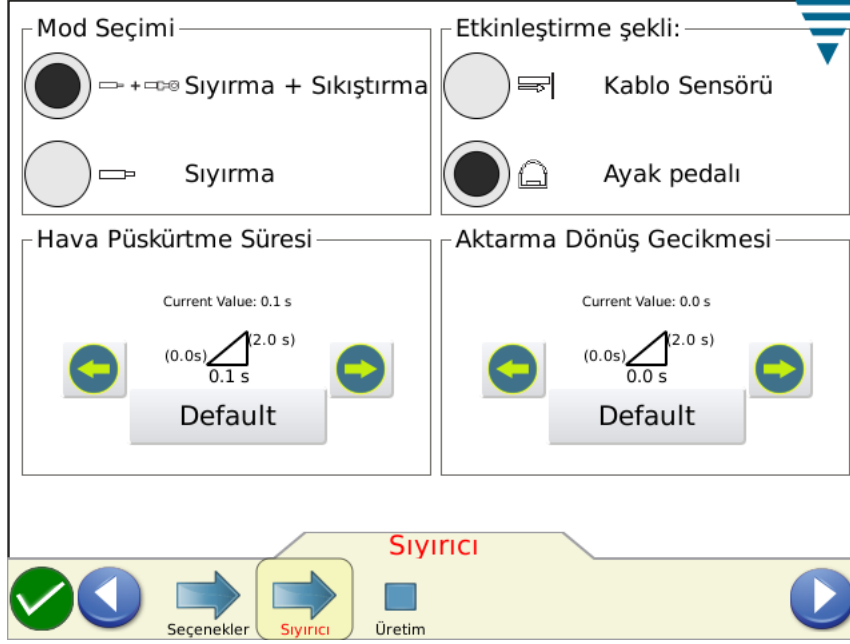 Mod Seçimi
Sıyırma + Sıkıştırma
Sıyırma
Etkinleştirme şekli:
Kablo Sensörü
Ayak pedalı
Hava Püskürtme Süresi
Current Value: 0.1 s
(0.0s)
(2.0 s)
0.1 s
Default
Aktarma Dönüş Gecikmesi
Current Value: 0.0 s
(0.0s)
(2.0 s)
0.0 s
Default
Sıyırıcı
Seçenekler
Sıyırıcı
Üretim